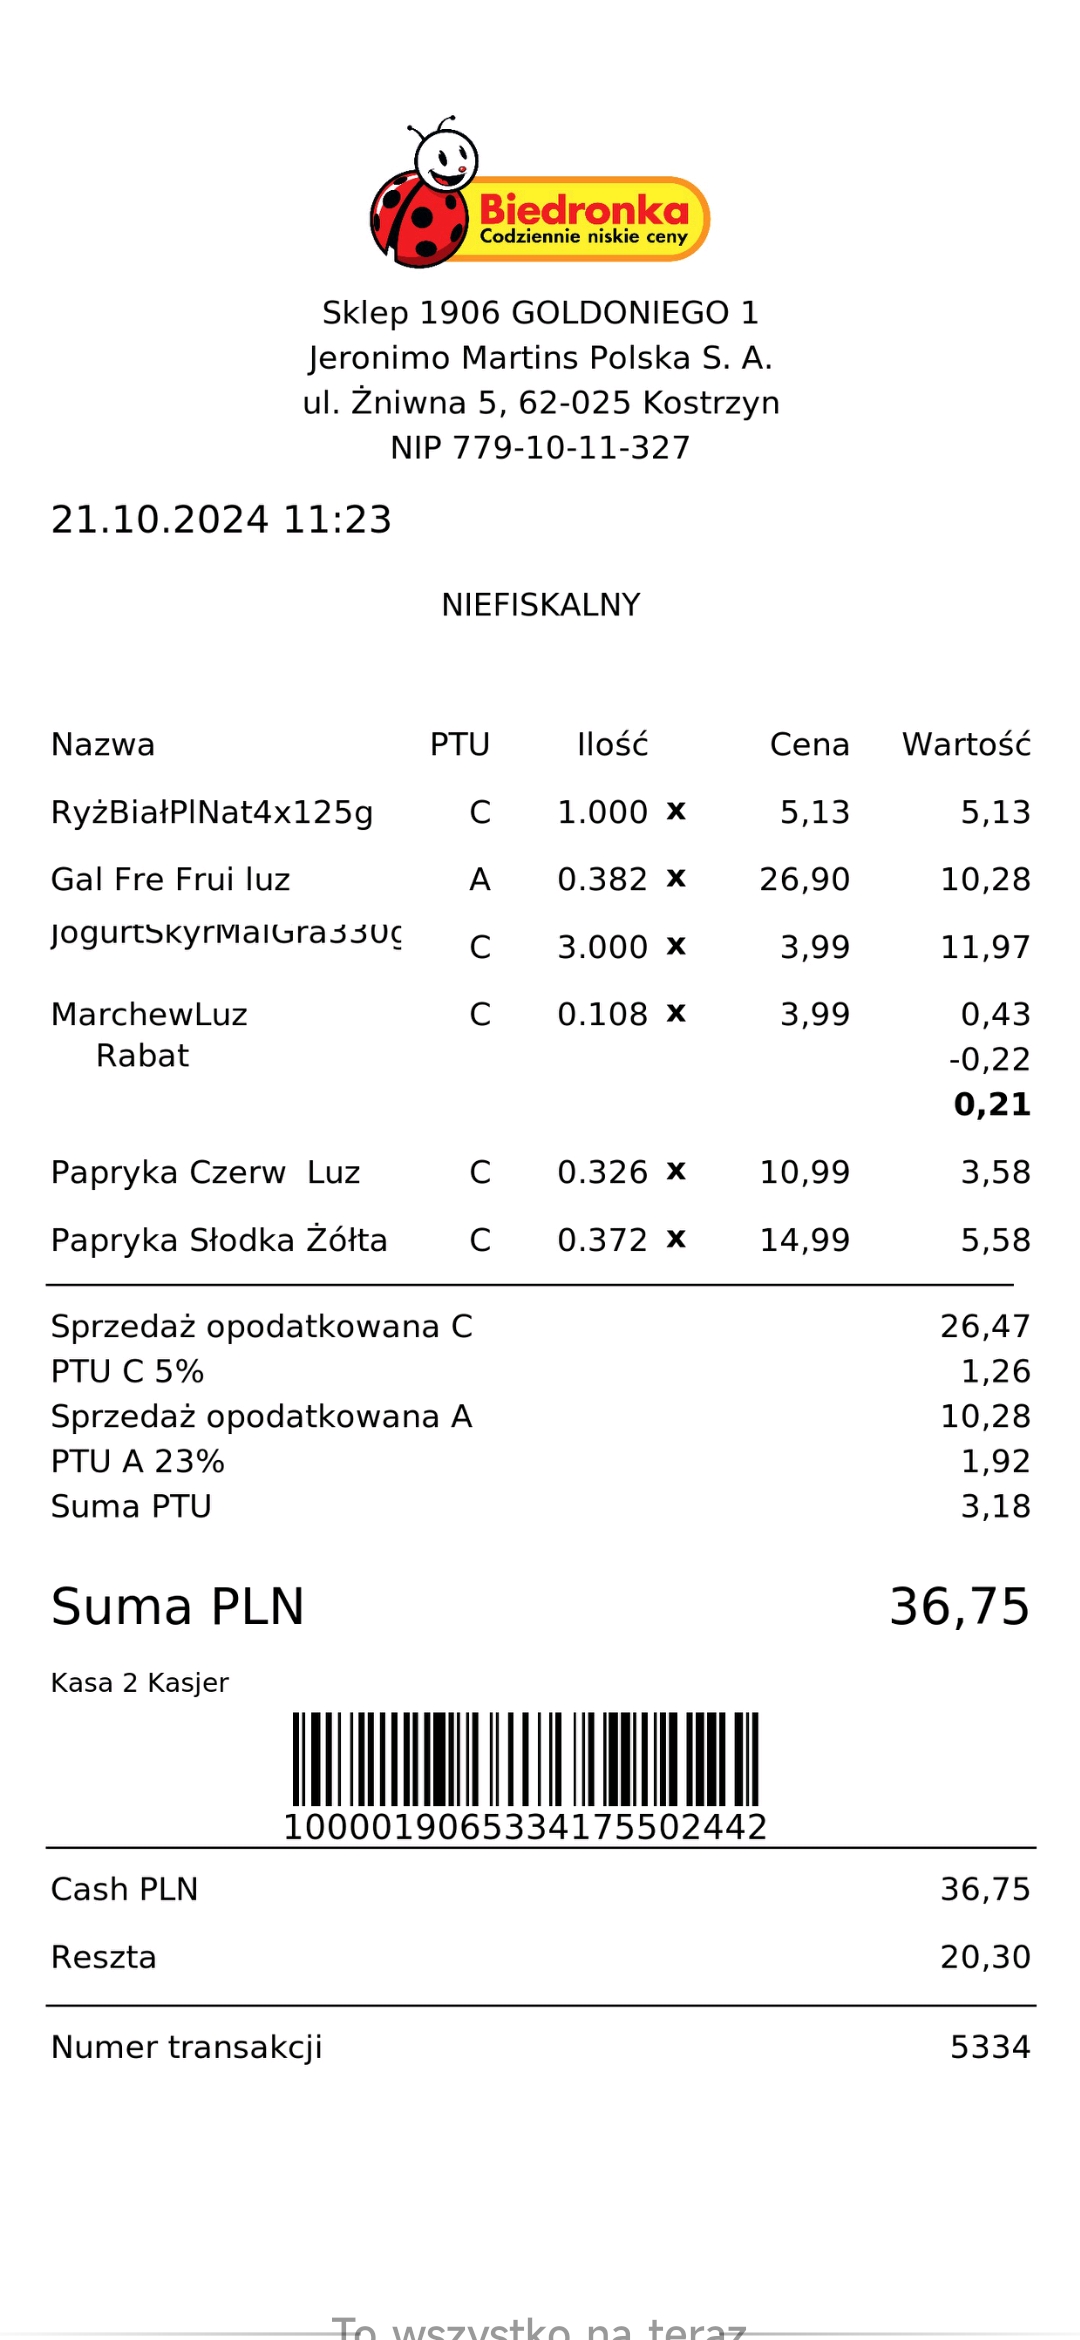 Biedronka
Codziennie niskie ceny
Sklep 1906 GOLDONIEGO 1
Jeronimo Martins Polska S. A.
ul. Żniwna 5, 62-025 Kostrzyn
NIP 779-10-11-327
21.10.2024 11:23
NIEFISKALNY
Nazwa PTU Ilość Cena Wartość
RyżBiałPlNat4x125g C 1.000 x 5,13 5,13
Gal Fre Frui luz A 0.382 x 26,90 10,28
JogurtSkyrMalGra330g C 3.000 x 3,99 11,97
MarchewLuz C 0.108 x 3,99 0,43
Rabat -0,22
0,21
Papryka Czerw  Luz C 0.326 x 10,99 3,58
Papryka Słodka Żółta C 0.372 x 14,99 5,58
Sprzedaż opodatkowana C 26,47
PTU C 5% 1,26
Sprzedaż opodatkowana A 10,28
PTU A 23% 1,92
Suma PTU 3,18
Suma PLN 36,75
Kasa 2 Kasjer
1000019065334175502442
Cash PLN 36,75
Reszta 20,30
Numer transakcji 5334
To wszystko na teraz